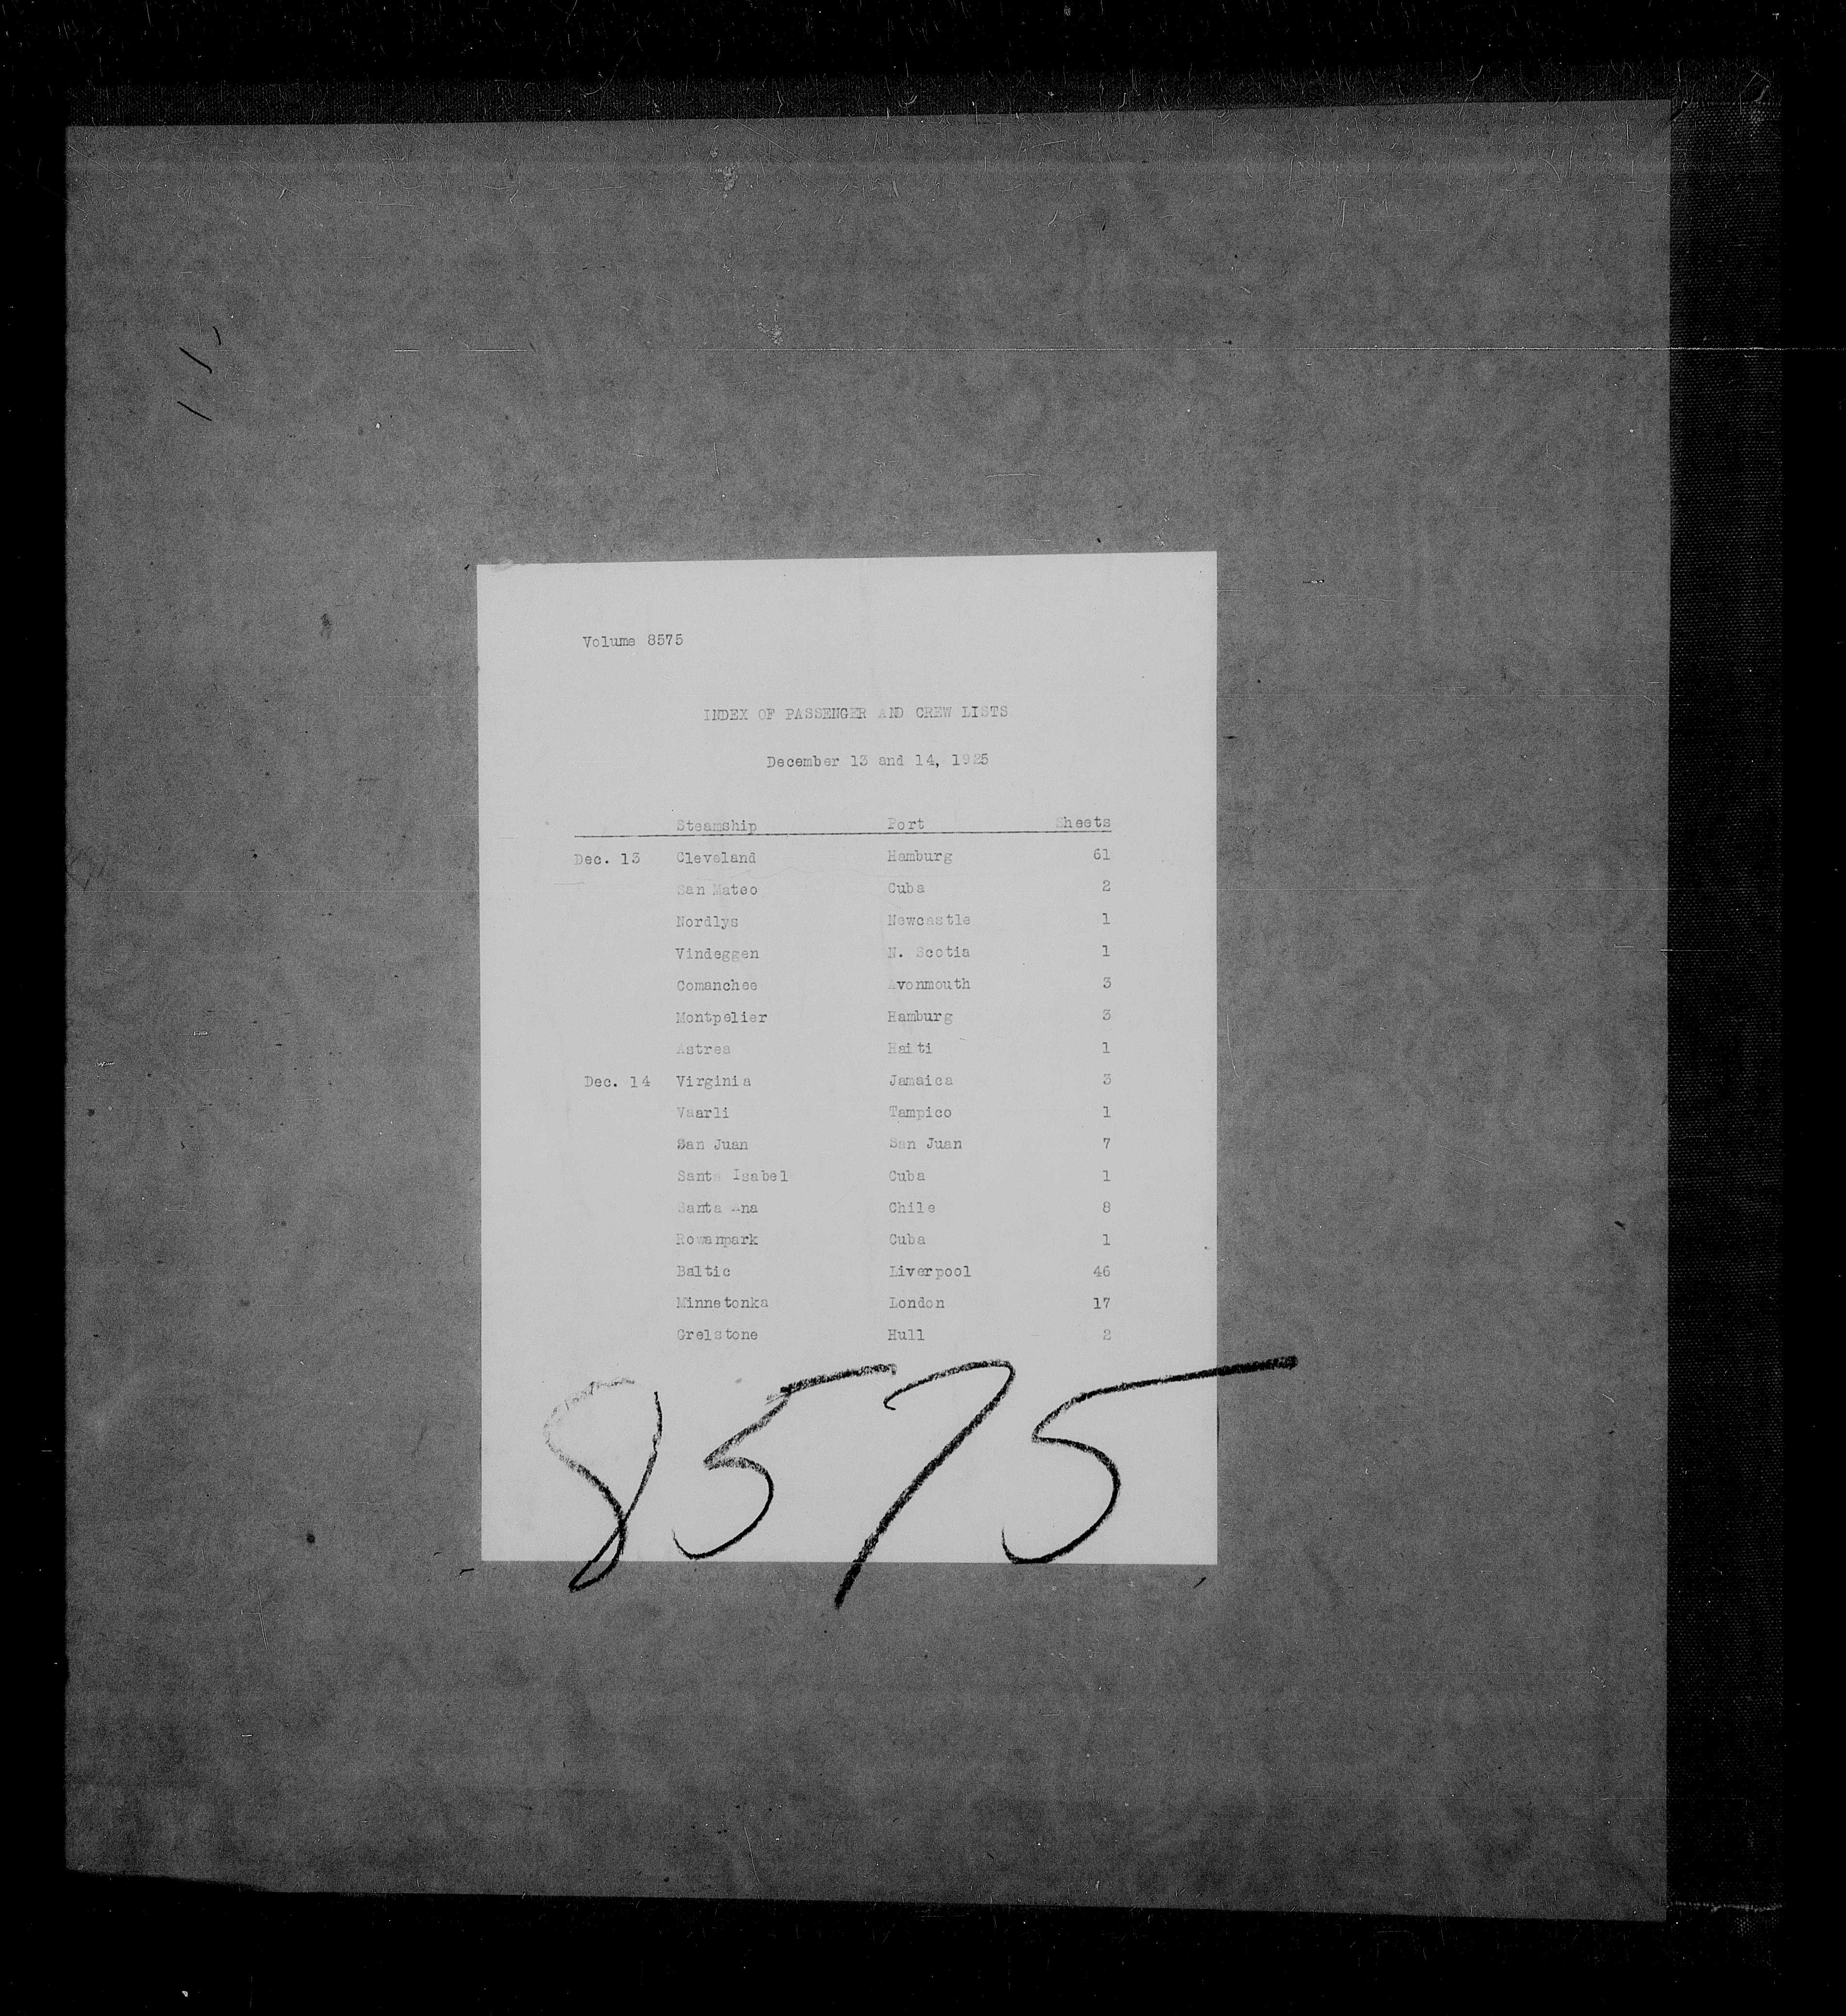 Volume 8575
INDEX OF PASSENGER AND CREW LISTS
December 13 and 14, 1925
Steamship Port Sheets
Dec. 13 Cleveland Hamburg 61
San Mateo Cuba 2
Nordlys Newcastle 1
Vindeggen N. Scotia 1
Comanchee Avonmouth 3
Montpelier Hamburg 3
Astrea Haiti 1
Dec. 14 Virginia Jamaica 3
Vaarli Tampico 1
San Juan San Juan 7
Santa Isabel Cuba 1
Santa Ana Chile 8
Rowanpark Cuba 1
Baltic Liverpool 46
Minnetonka London 17
Grelstone Hull 2
8575